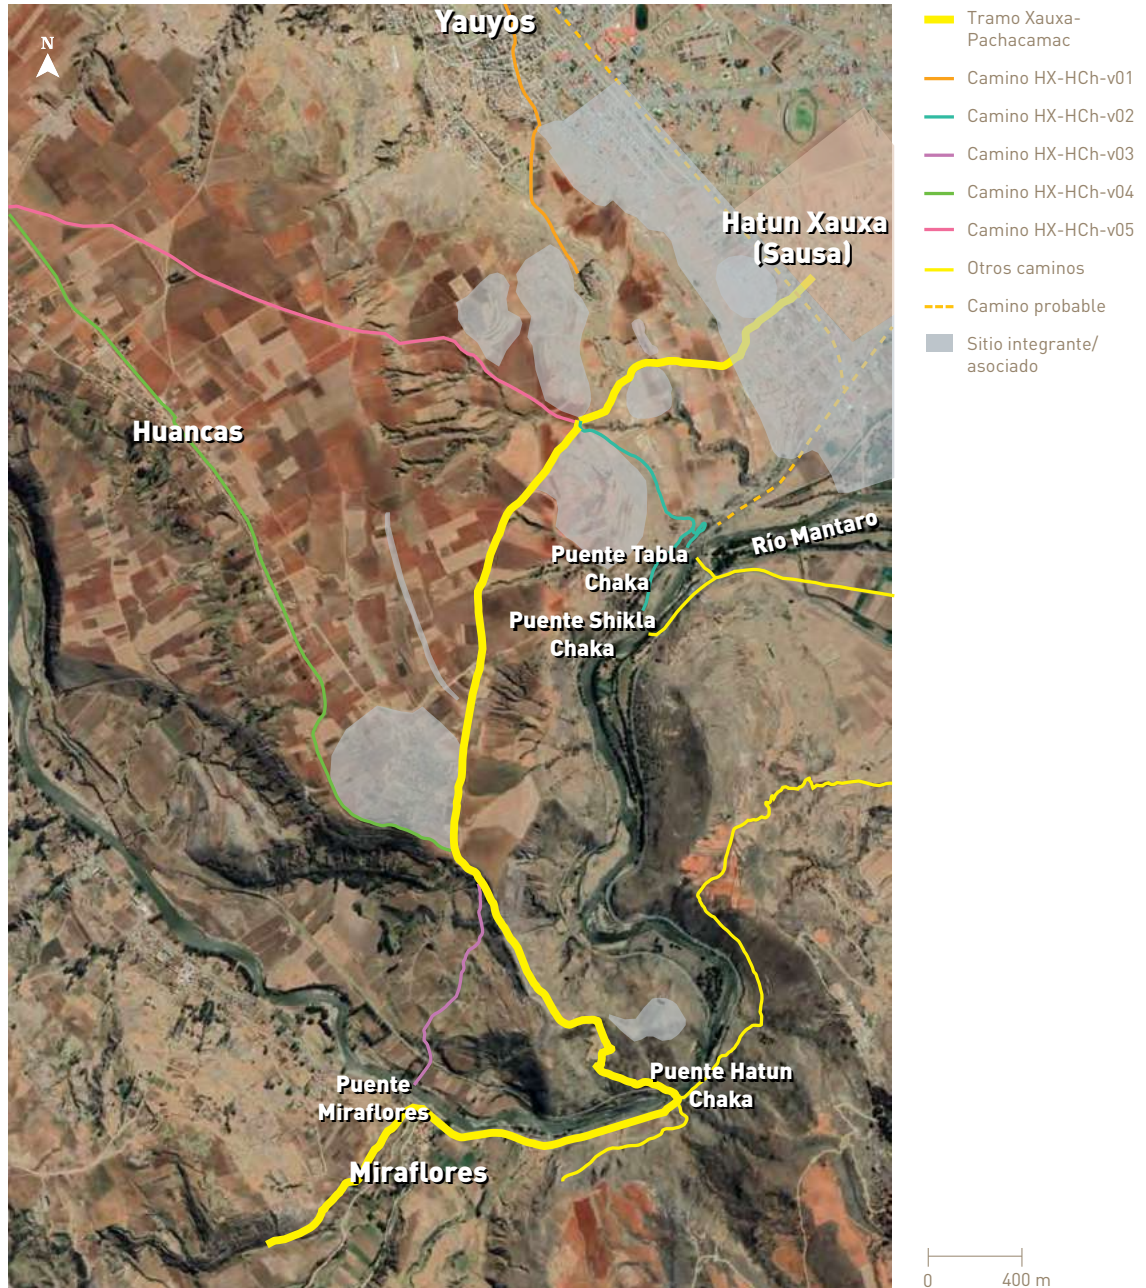 Yauyos
N
Hatun Xauxa
(Sausa)
Huancas
Río Mantaro
Puente Tabla
Chaka
Puente Shikla
Chaka
Puente Hatun
Chaka
Puente
Miraflores
Miraflores
Tramo Xauxa-
Pachacamac
Camino HX-HCh-v01
Camino HX-HCh-v02
Camino HX-HCh-v03
Camino HX-HCh-v04
Camino HX-HCh-v05
Otros caminos
Camino probable
Sitio integrante/
asociado
0 400 m